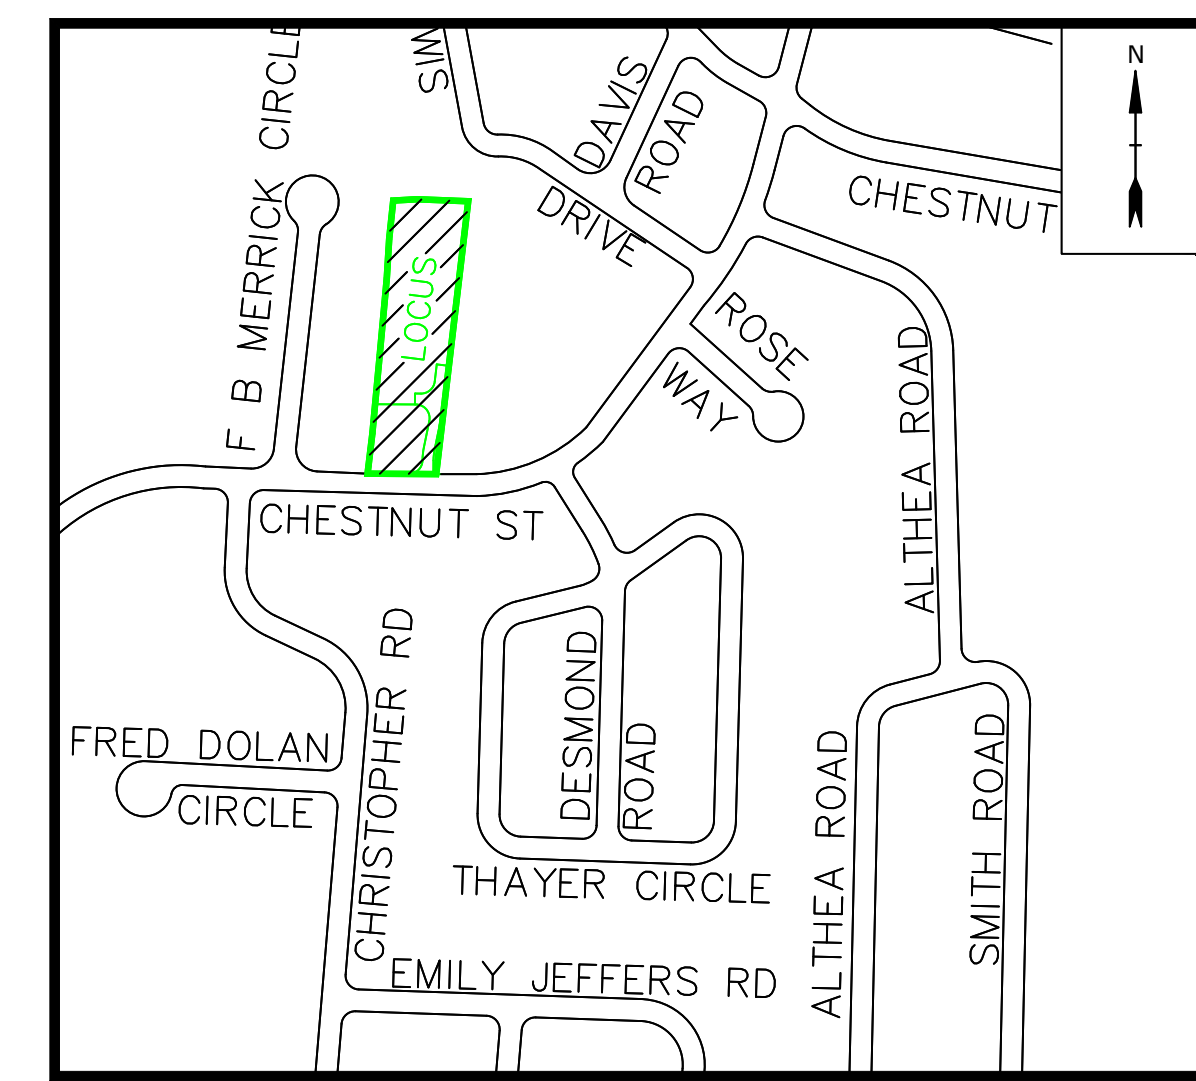 N
CIRCLE
SIM
DAVIS
ROAD
CHESTNUT
DRIVE
F B MERRICK
LOCUS
ROSE
WAY
ALTHEA ROAD
ALTHEA ROAD
CHESTNUT ST
CHRISTOPHER RD
DESMOND
ROAD
FRED DOLAN
CIRCLE
SMITH ROAD
THAYER CIRCLE
EMILY JEFFERS RD